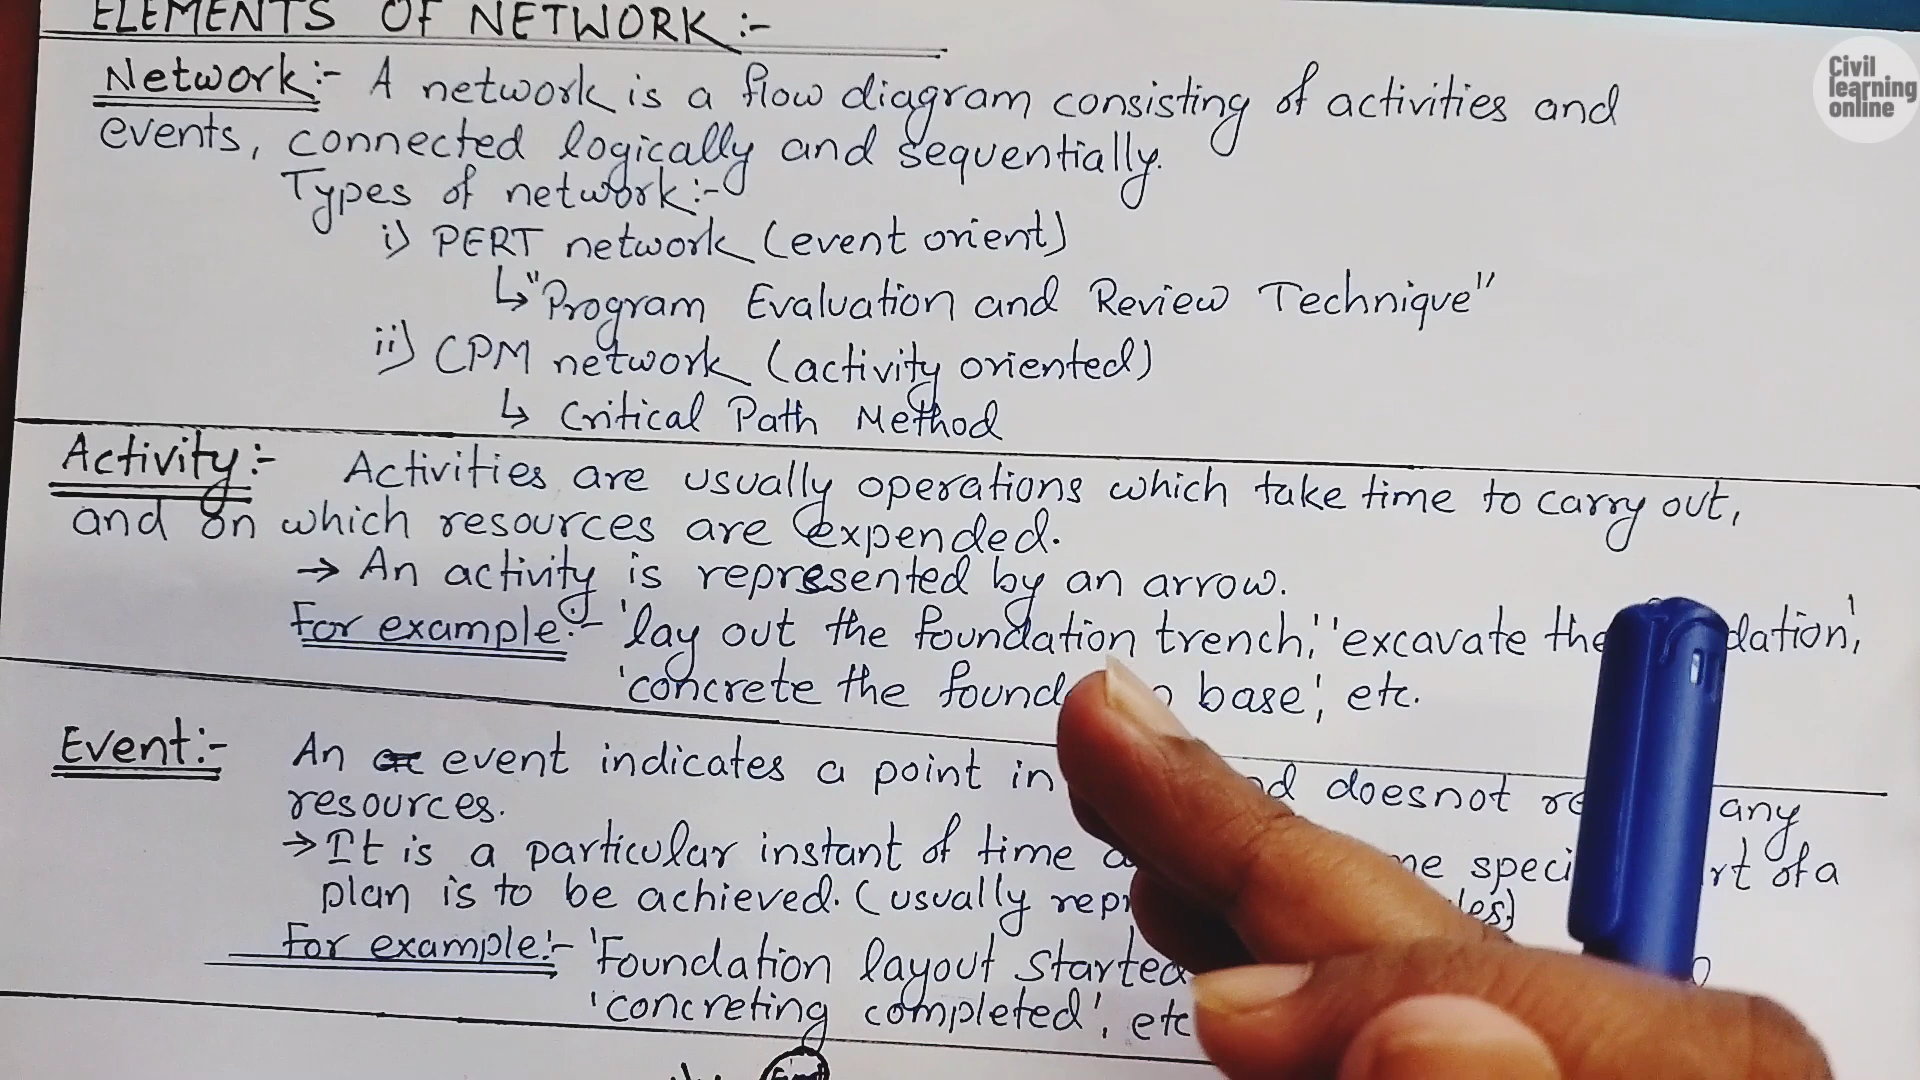 ELEMENTS OF NETWORK :-
Network:- A network is a flow diagram consisting of activities and
events, connected logically and sequentially.
Types of network:-
i) PERT network (event orient)
↳ "Program Evaluation and Review Technique"
ii) CPM network (activity oriented)
↳ Critical Path Method
Activity:- Activities are usually operations which take time to carry out,
and on which resources are expended.
→ An activity is represented by an arrow.
For example:- 'lay out the foundation trench,' 'excavate the
'concrete the base', etc.
Event:- An event indicates a point in doesnot any
resources.
→ It is a particular instant of time of a
plan is to be achieved. (usually
For example:- 'Foundation layout started
'concreting completed', etc
Civil
learning
online